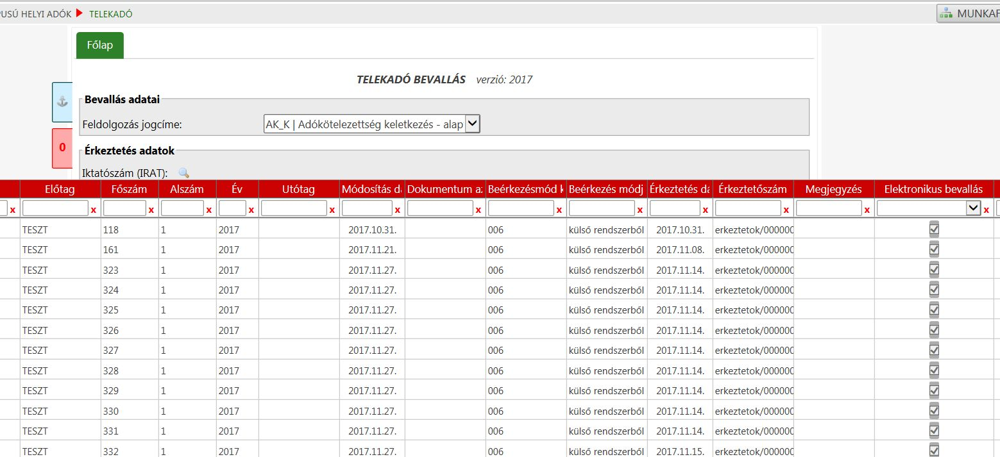 PUSÚ HELYI ADÓK TELEKADÓ MUNKAF
Főlap
TELEKADÓ BEVALLÁS verzió: 2017
Bevallás adatai
Feldolgozás jogcíme: AK_K | Adókötelezettség keletkezés - alap
0
Érkeztetés adatok
Iktatószám (IRAT):
Előtag Főszám Alszám Év Utótag Módosítás dá Dokumentum az Beérkezésmód k Beérkezés módj Érkeztetés dá Érkeztetőszám Megjegyzés Elektronikus bevallás
x x x x x x x x x x x x x x
TESZT 118 1 2017 2017.10.31. 006 külső rendszerből 2017.10.31. erkeztetok/000000
TESZT 161 1 2017 2017.11.21. 006 külső rendszerből 2017.11.08. erkeztetok/000000
TESZT 323 1 2017 2017.11.27. 006 külső rendszerből 2017.11.14. erkeztetok/000000
TESZT 324 1 2017 2017.11.27. 006 külső rendszerből 2017.11.14. erkeztetok/000000
TESZT 325 1 2017 2017.11.27. 006 külső rendszerből 2017.11.14. erkeztetok/000000
TESZT 326 1 2017 2017.11.27. 006 külső rendszerből 2017.11.14. erkeztetok/000000
TESZT 327 1 2017 2017.11.27. 006 külső rendszerből 2017.11.14. erkeztetok/000000
TESZT 328 1 2017 2017.11.27. 006 külső rendszerből 2017.11.14. erkeztetok/000000
TESZT 329 1 2017 2017.11.27. 006 külső rendszerből 2017.11.14. erkeztetok/000000
TESZT 330 1 2017 2017.11.27. 006 külső rendszerből 2017.11.14. erkeztetok/000000
TESZT 331 1 2017 2017.11.27. 006 külső rendszerből 2017.11.14. erkeztetok/000000
TESZT 332 1 2017 2017.11.27. 006 külső rendszerből 2017.11.15. erkeztetok/000000